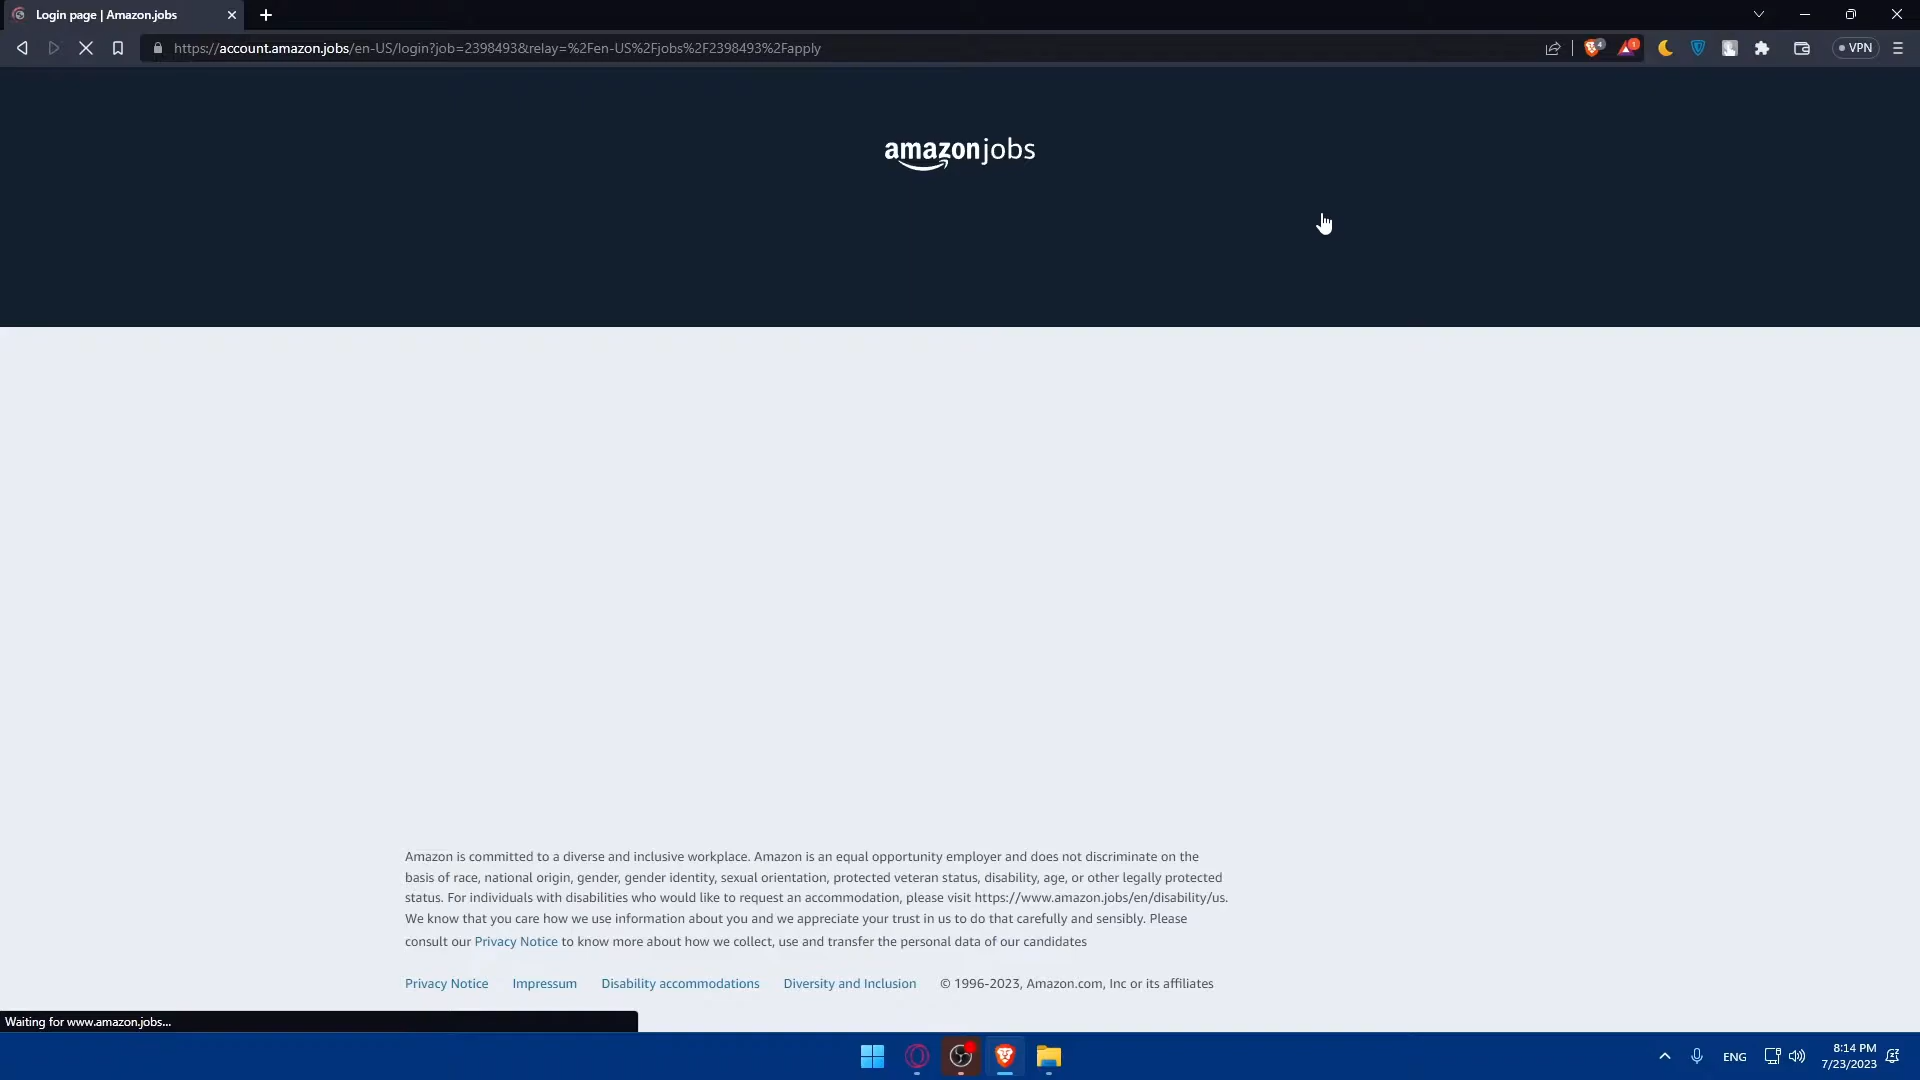 Login page | Amazon.jobs
https://account.amazon.jobs/en-US/login?job=2398493&relay=%2Fen-US%2Fjobs%2F2398493%2Fapply
4
1
VPN
amazonjobs
Amazon is committed to a diverse and inclusive workplace. Amazon is an equal opportunity employer and does not discriminate on the
basis of race, national origin, gender, gender identity, sexual orientation, protected veteran status, disability, age, or other legally protected
status. For individuals with disabilities who would like to request an accommodation, please visit https://www.amazon.jobs/en/disability/us.
We know that you care how we use information about you and we appreciate your trust in us to do that carefully and sensibly. Please
consult our Privacy Notice to know more about how we collect, use and transfer the personal data of our candidates
Privacy Notice Impressum Disability accommodations Diversity and Inclusion © 1996-2023, Amazon.com, Inc or its affiliates
Waiting for www.amazon.jobs...
ENG
8:14 PM
7/23/2023